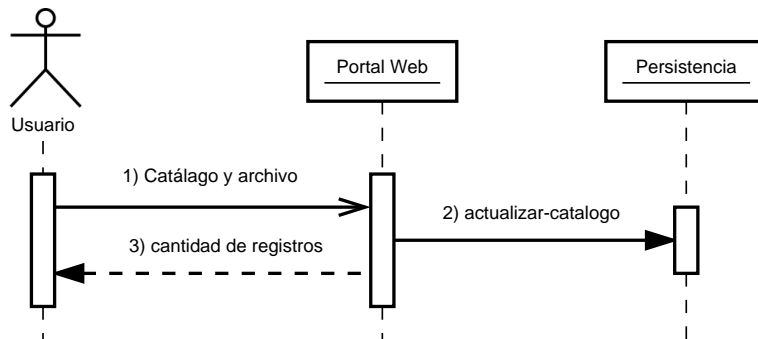 Portal Web
Persistencia
Usuario
1) Catálago y archivo
2) actualizar-catalogo
3) cantidad de registros